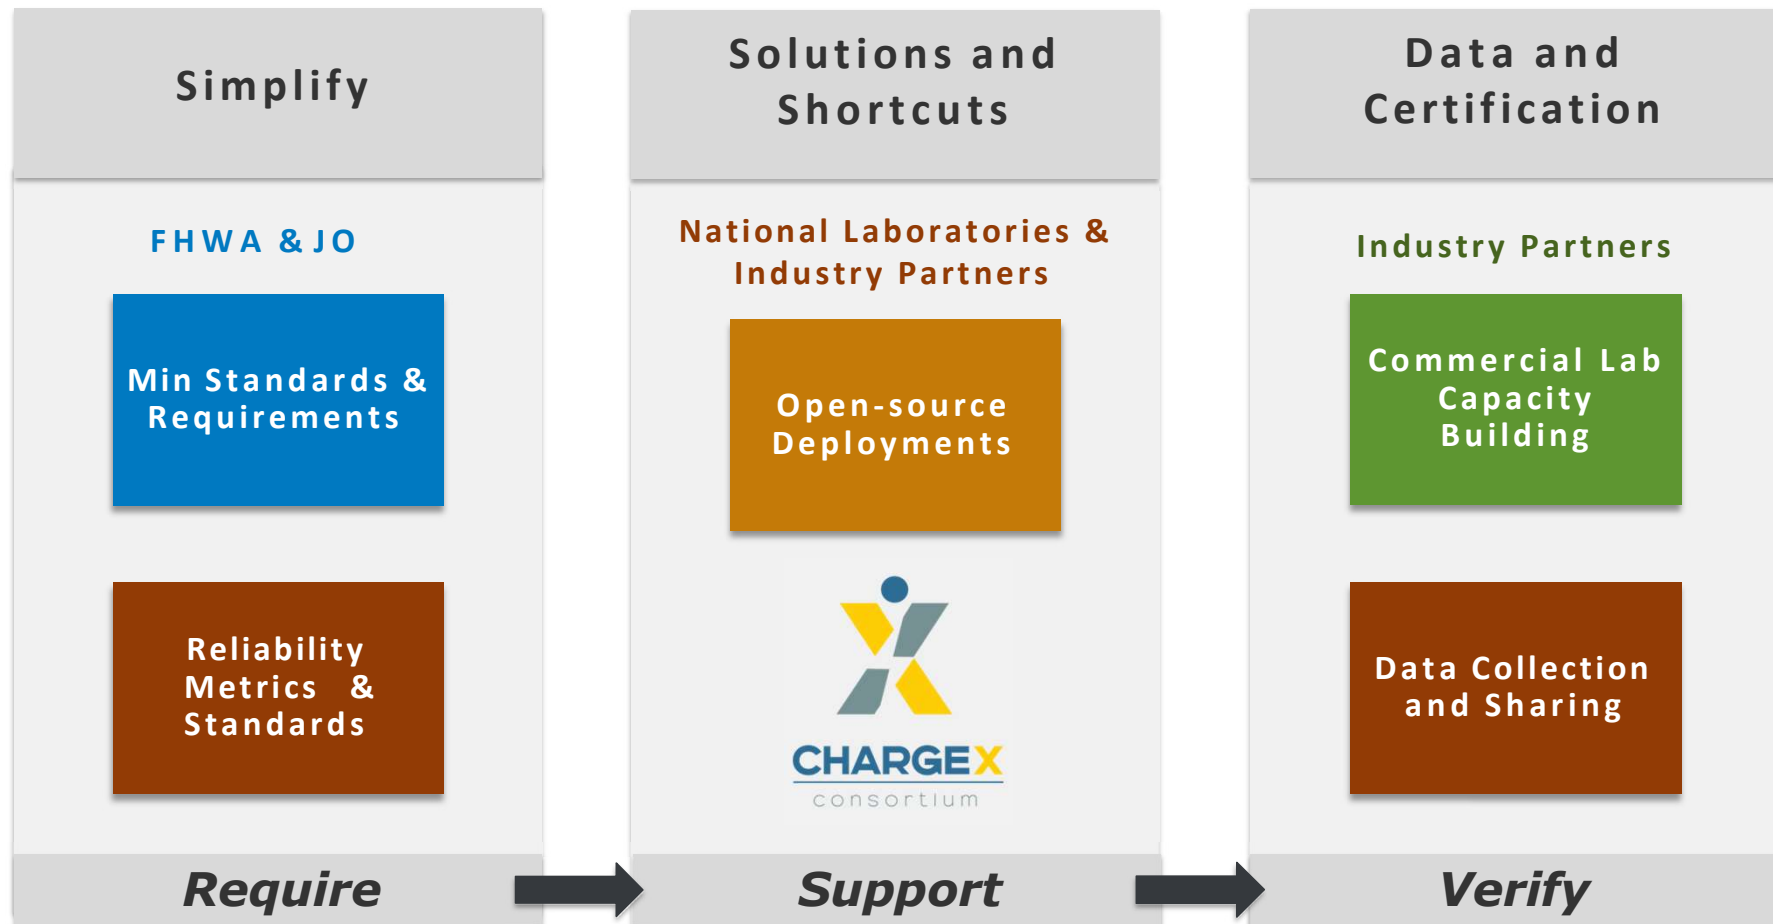 Simplify
FHWA & JO
Min Standards &
Requirements
Reliability
Metrics & 
Standards
Require
Solutions and
Shortcuts
National Laboratories &
Industry Partners
Open-source
Deployments
CHARGEX
consortium
Support
Data and
Certification
Industry Partners
Commercial Lab
Capacity
Building
Data Collection
and Sharing
Verify